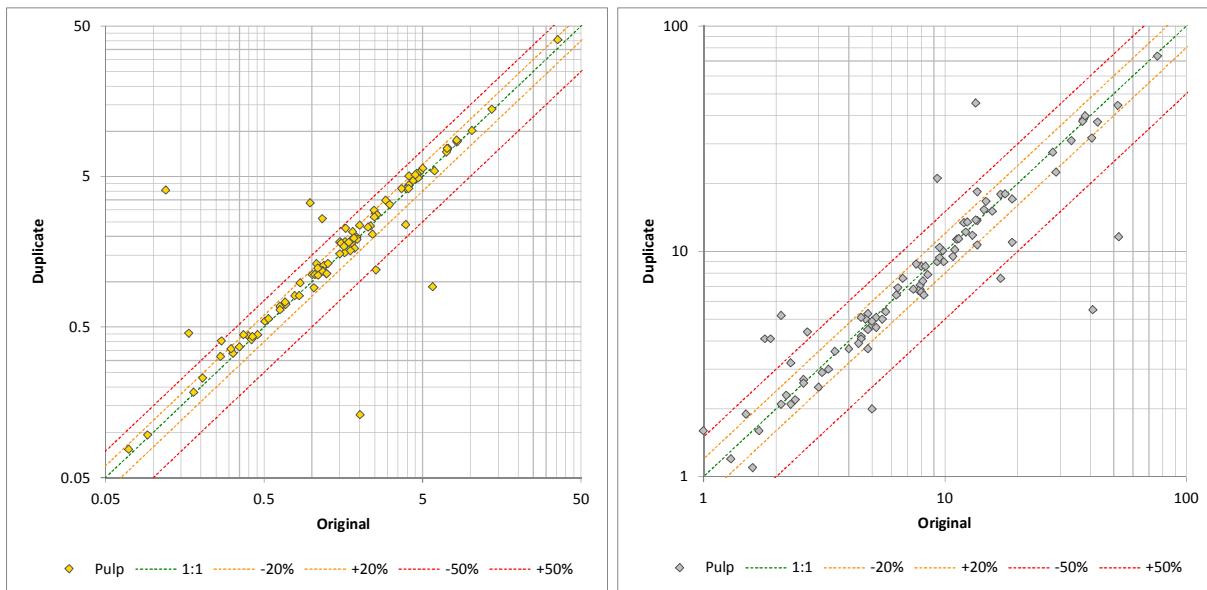 50
5
0.5
0.05
Duplicate
0.05 0.5 5 50
Original
Pulp 1:1 -20% +20% -50% +50%
100
10
1
Duplicate
1 10 100
Original
Pulp 1:1 -20% +20% -50% +50%